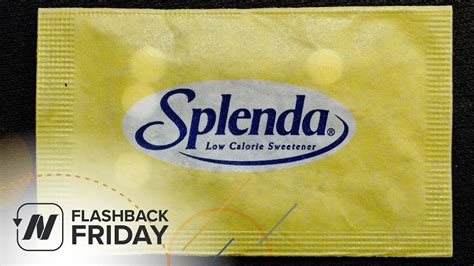 Splenda®
Low Calorie Sweetener
FLASHBACK
FRIDAY